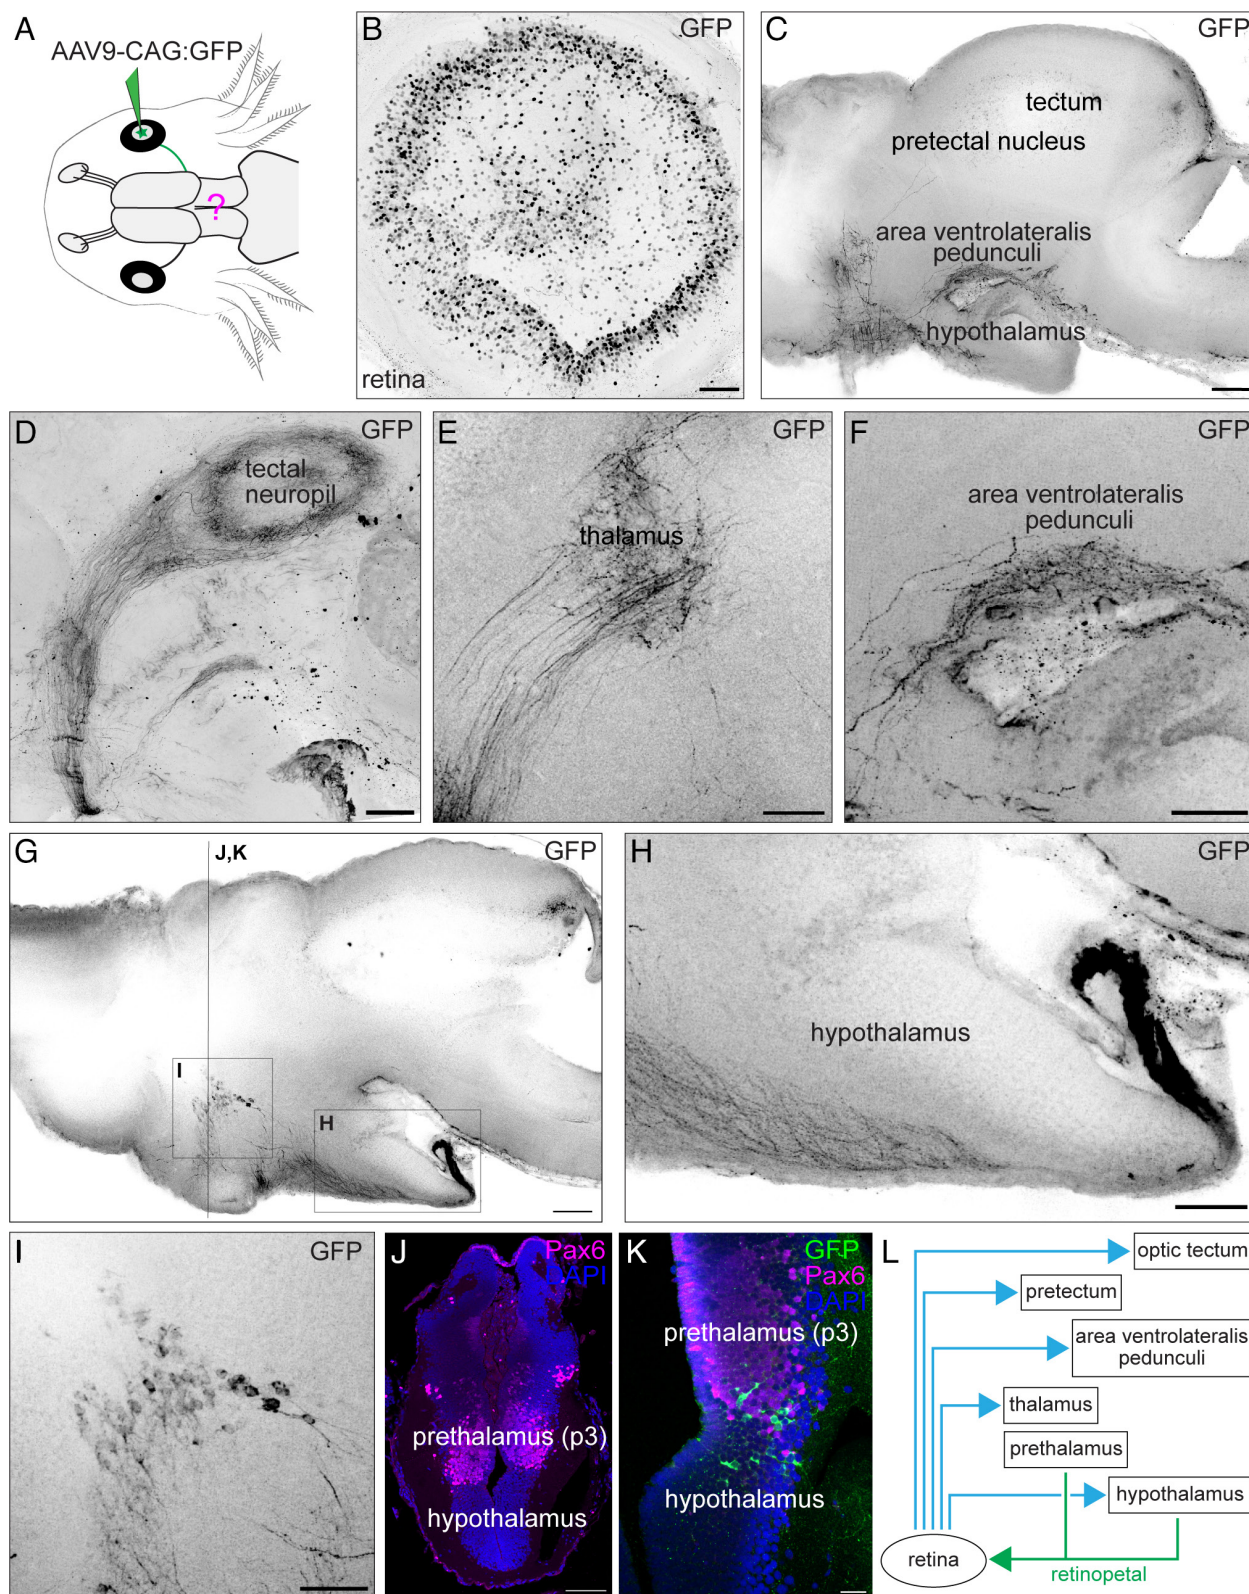 A
AAV9-CAG:GFP
?
B
GFP
retina
C
GFP
tectum
pretectal nucleus
area ventrolateralis
pedunculi
hypothalamus
D
GFP
tectal
neuropil
E
GFP
thalamus
F
GFP
area ventrolateralis
pedunculi
G
J,K
GFP
I
H
H
GFP
hypothalamus
I
GFP
J
Pax6
DAPI
prethalamus (p3)
hypothalamus
K
GFP
Pax6
DAPI
prethalamus (p3)
hypothalamus
L
optic tectum
pretectum
area ventrolateralis
pedunculi
thalamus
prethalamus
hypothalamus
retina
retinopetal